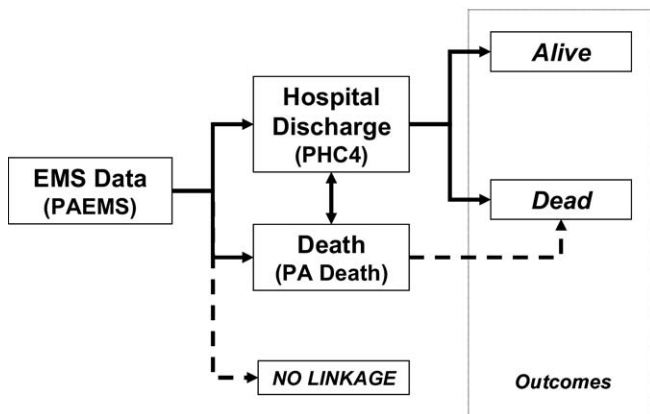 EMS Data
(PAEMS)
Hospital
Discharge
(PHC4)
Death
(PA Death)
NO LINKAGE
Alive
Dead
Outcomes